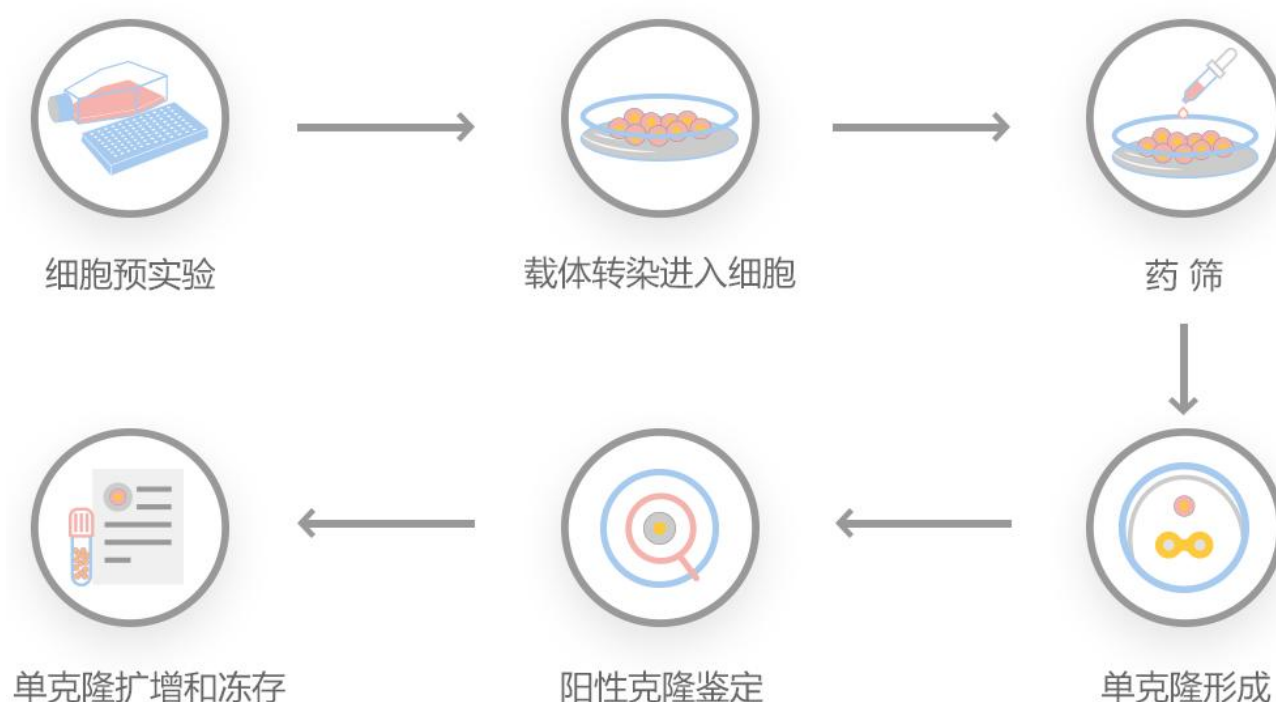 细胞预实验
载体转染进入细胞
药 筛
单克隆形成
阳性克隆鉴定
单克隆扩增和冻存